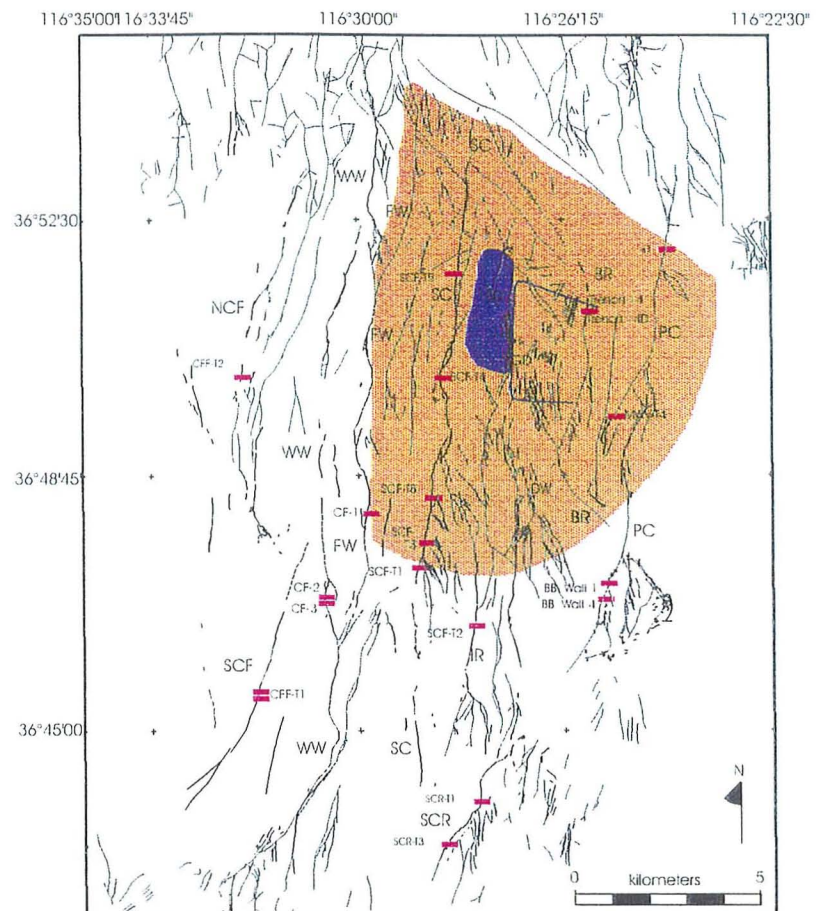 116°35'00" 116°33'45" 116°30'00" 116°26'15" 116°22'30"
SC
WW
FW
36°52'30
BR
SC
NCF
FW
PC
CFF-T2
WW
36°48'45
SCF-T8
CF-1
FW
SCF
BR
PC
SCF-T1
BB Wall 1
CF-2
CF-3
BB Wall 4
SCF-T2
SCF
IR
CFF-T1
36°45'00
WW
SC
N
SCR-T1
SCR
SCR-T3
0 kilometers 5